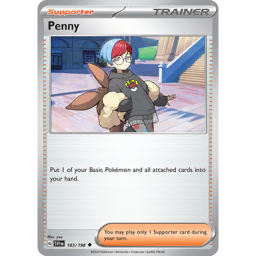 Supporter
TRAINER
Penny
Put 1 of your Basic Pokémon and all attached cards into
your hand.
183/198
You may play only 1 Supporter card during
your turn.